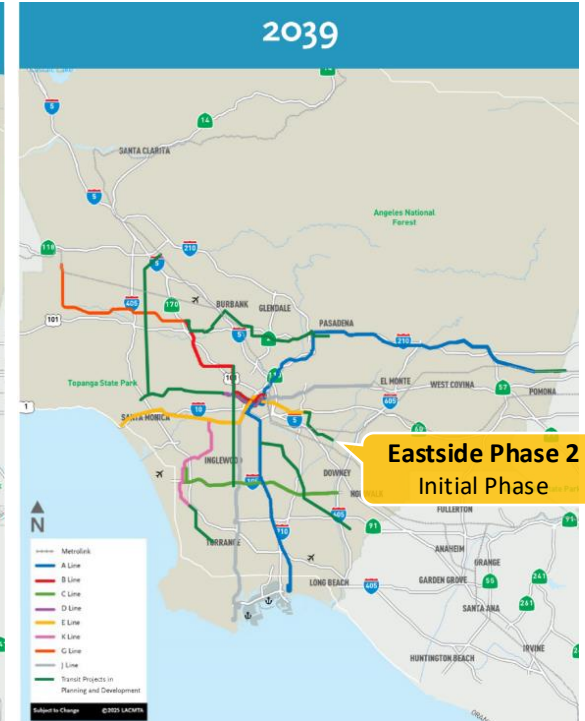 2039
14
5
14
SANTA CLARITA
5
Angeles National
Forest
118
5
210
405
170
BURBANK
GLENDALE
101
5
PASADENA
210
Topanga State Park
101
EL MONTE
WEST COVINA
57
POMONA
605
1
SANTA MONICA
10
5
60
Eastside Phase 2
Initial Phase
INGLEWOOD
DOWNEY
605
91
91
FULLERTON
N
TORRANCE
710
ANAHEIM
ORANGE
LONG BEACH
405
GARDEN GROVE
55
241
SANTA ANA
261
HUNTINGTON BEACH
IRVINE
Metrolink
A Line
B Line
C Line
D Line
E Line
K Line
G Line
J Line
Transit Projects in
Planning and Development
Subject to Change ©2025 LACMTA